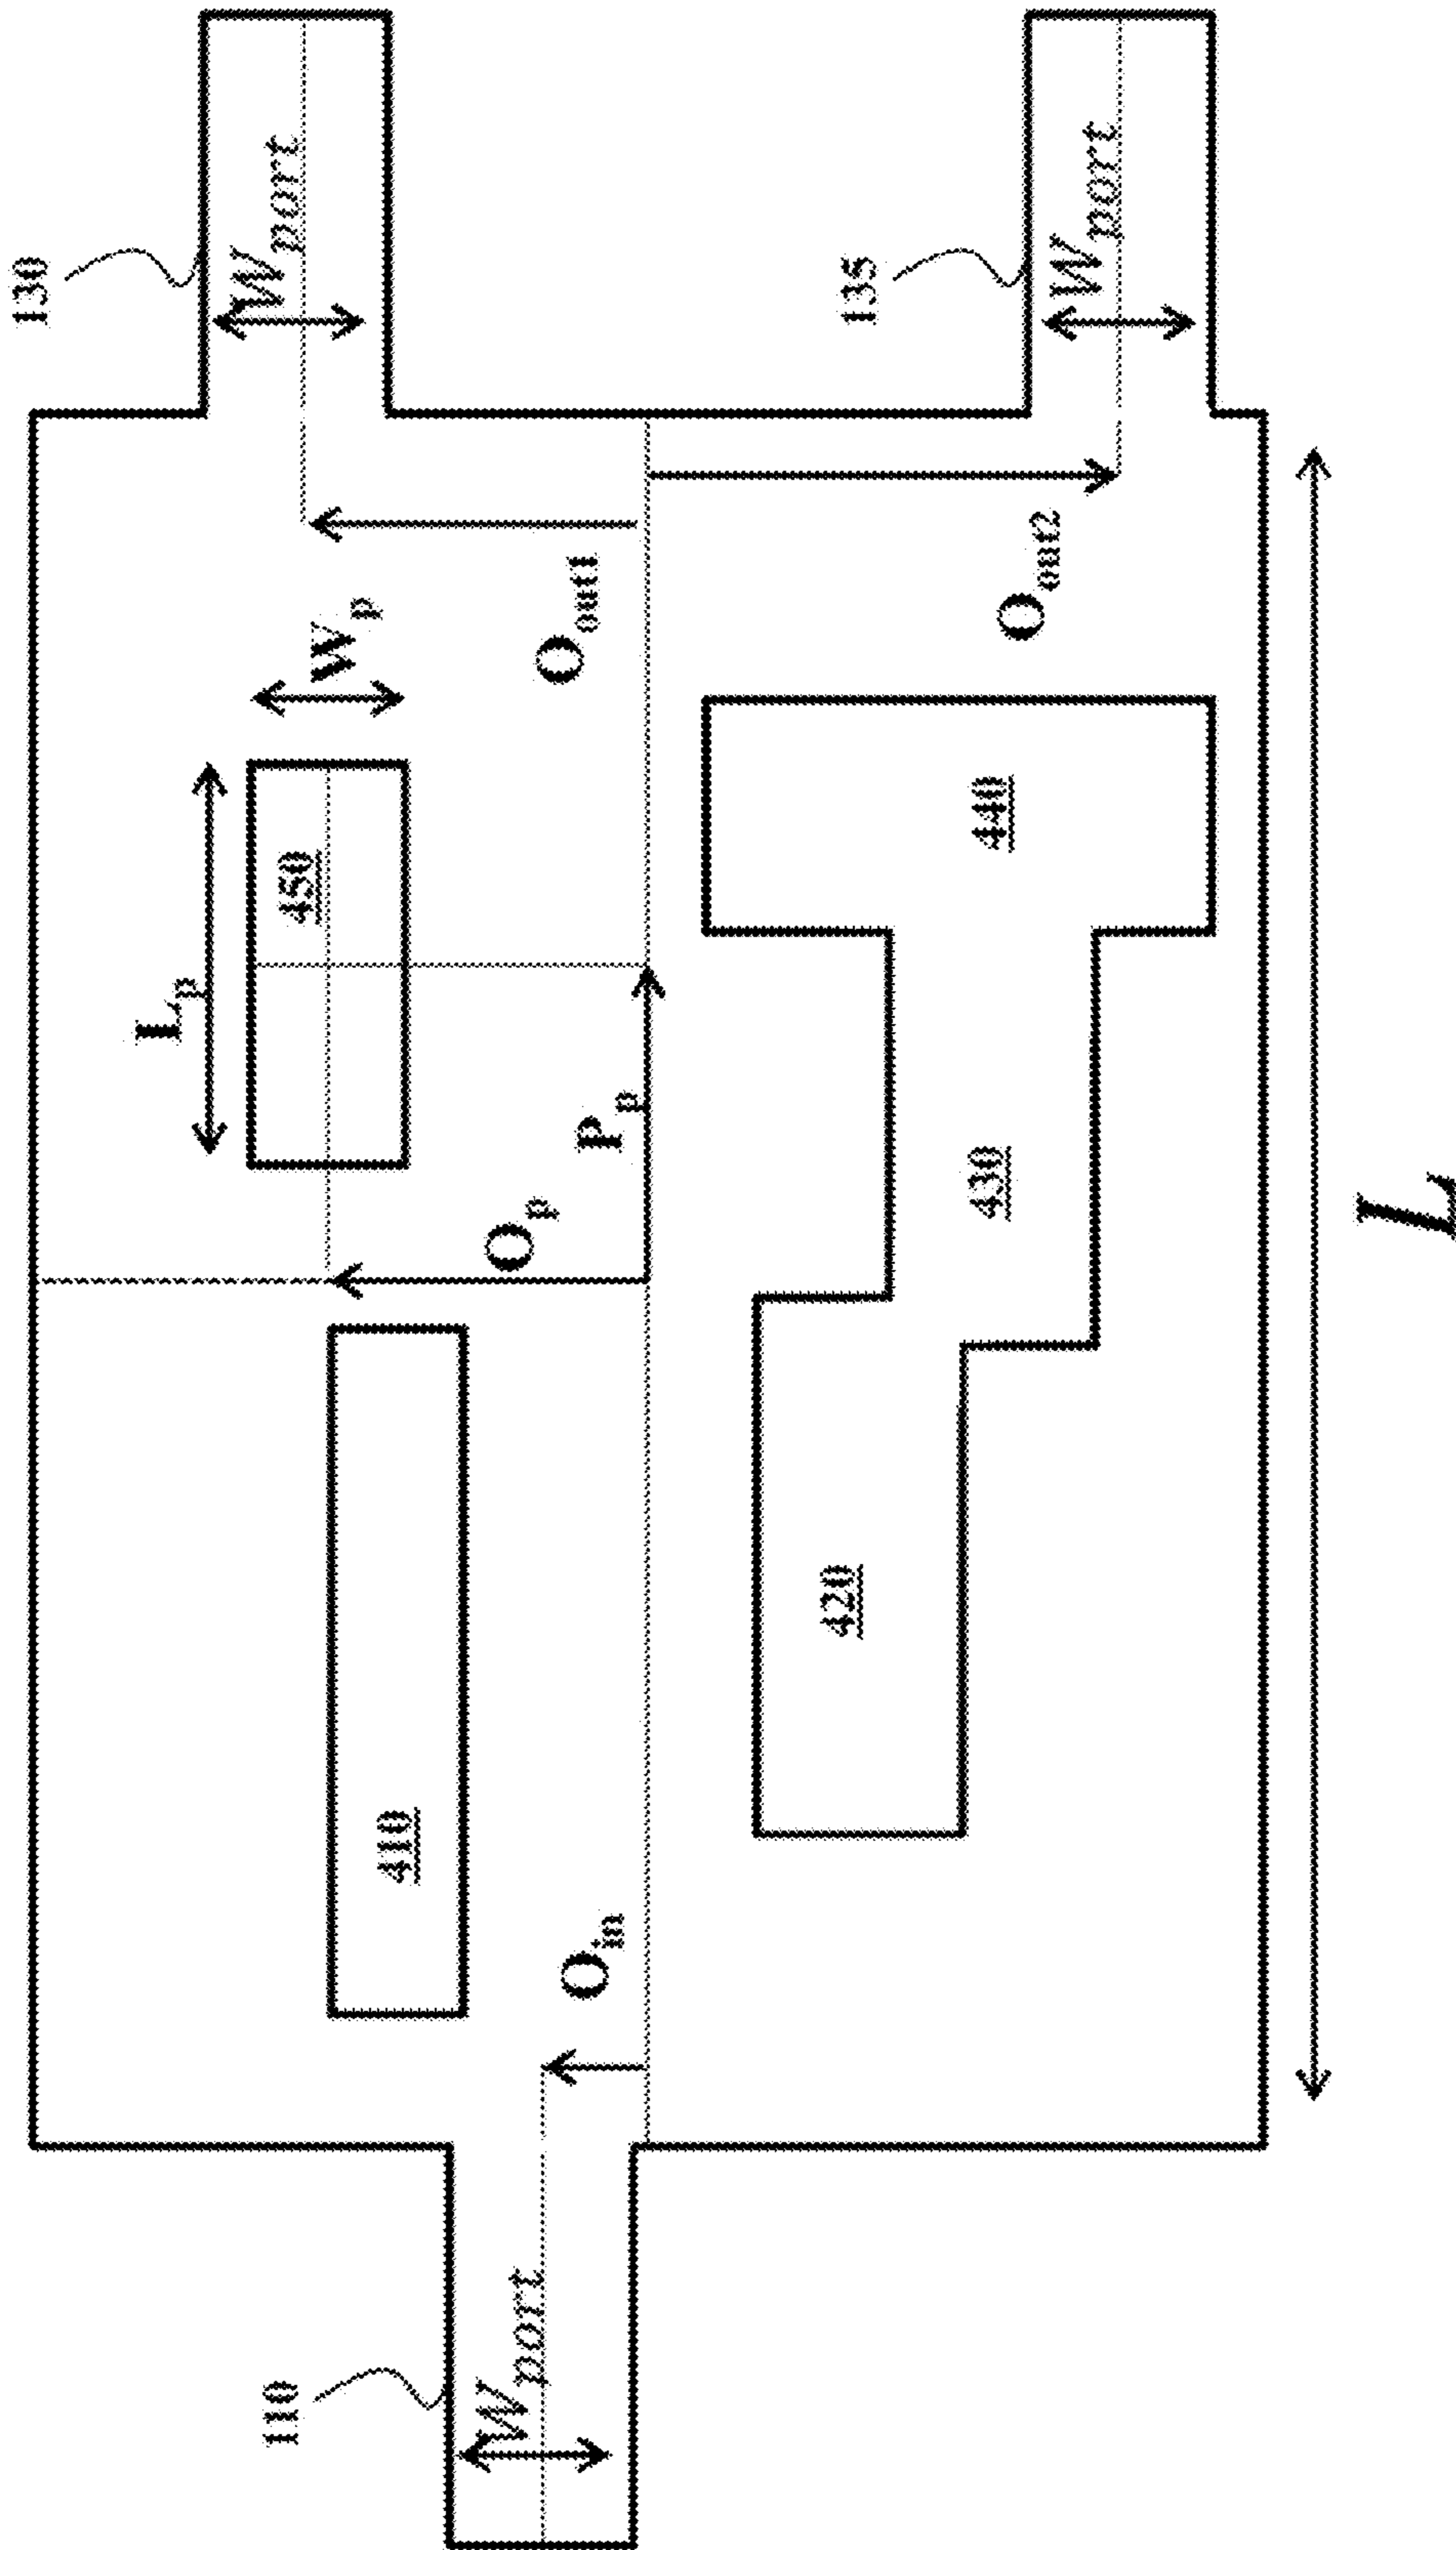 130
W_port
135
W_port
L_p
450
W_p
O_out1
O_out2
P_p
O_p
440
430
420
410
O_in
110
W_port
L